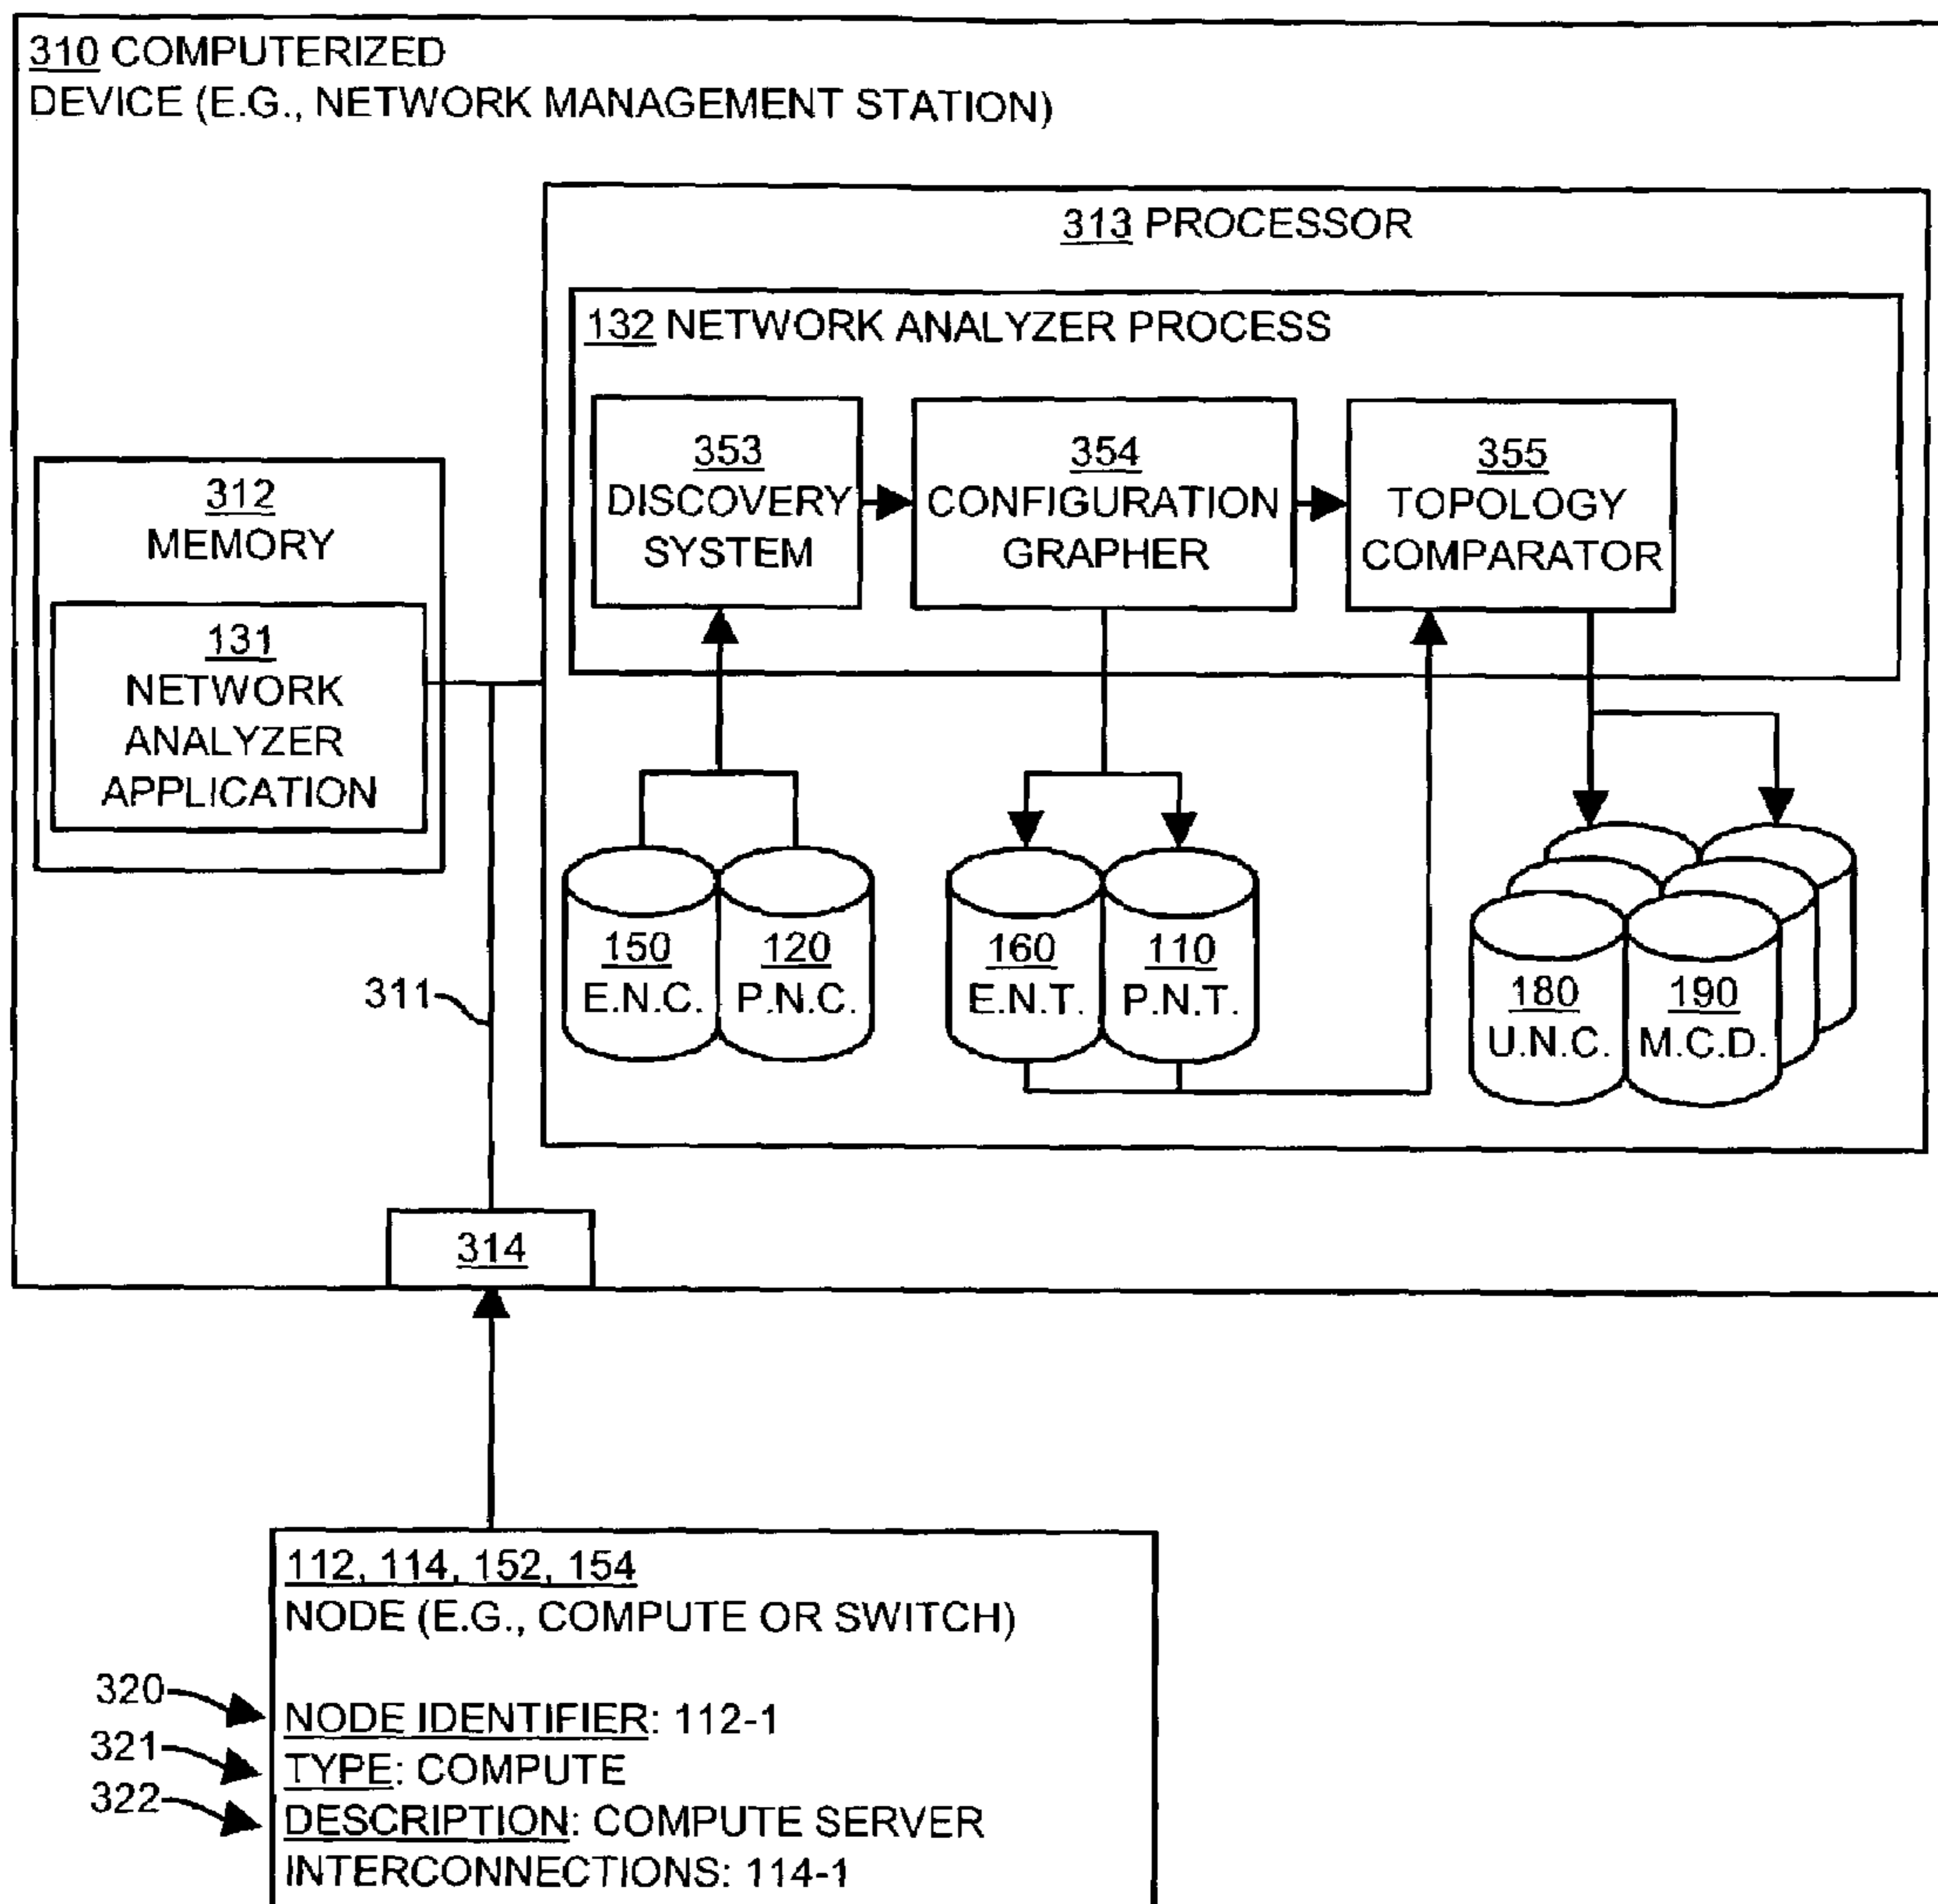 310 COMPUTERIZED
DEVICE (E.G., NETWORK MANAGEMENT STATION)
313 PROCESSOR
132 NETWORK ANALYZER PROCESS
353
DISCOVERY
SYSTEM
354
CONFIGURATION
GRAPHER
355
TOPOLOGY
COMPARATOR
312
MEMORY
131
NETWORK
ANALYZER
APPLICATION
150
E.N.C.
120
P.N.C.
160
E.N.T.
110
P.N.T.
180
U.N.C.
190
M.C.D.
311
314
112, 114, 152, 154
NODE (E.G., COMPUTE OR SWITCH)
320
NODE IDENTIFIER: 112-1
321
TYPE: COMPUTE
322
DESCRIPTION: COMPUTE SERVER
INTERCONNECTIONS: 114-1